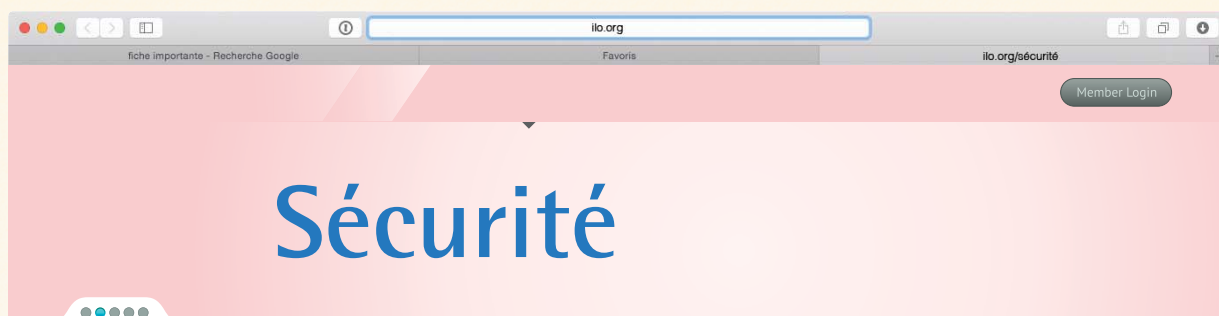 ilo.org
fiche importante - Recherche Google
Favoris
ilo.org/sécurité
Member Login
Sécurité